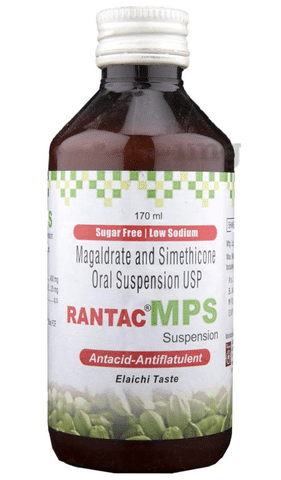 170 ml
Sugar Free | Low Sodium
Magaldrate and Simethicone
Oral Suspension USP
RANTAC® MPS
Suspension
Antacid-Antiflatulent
Elaichi Taste